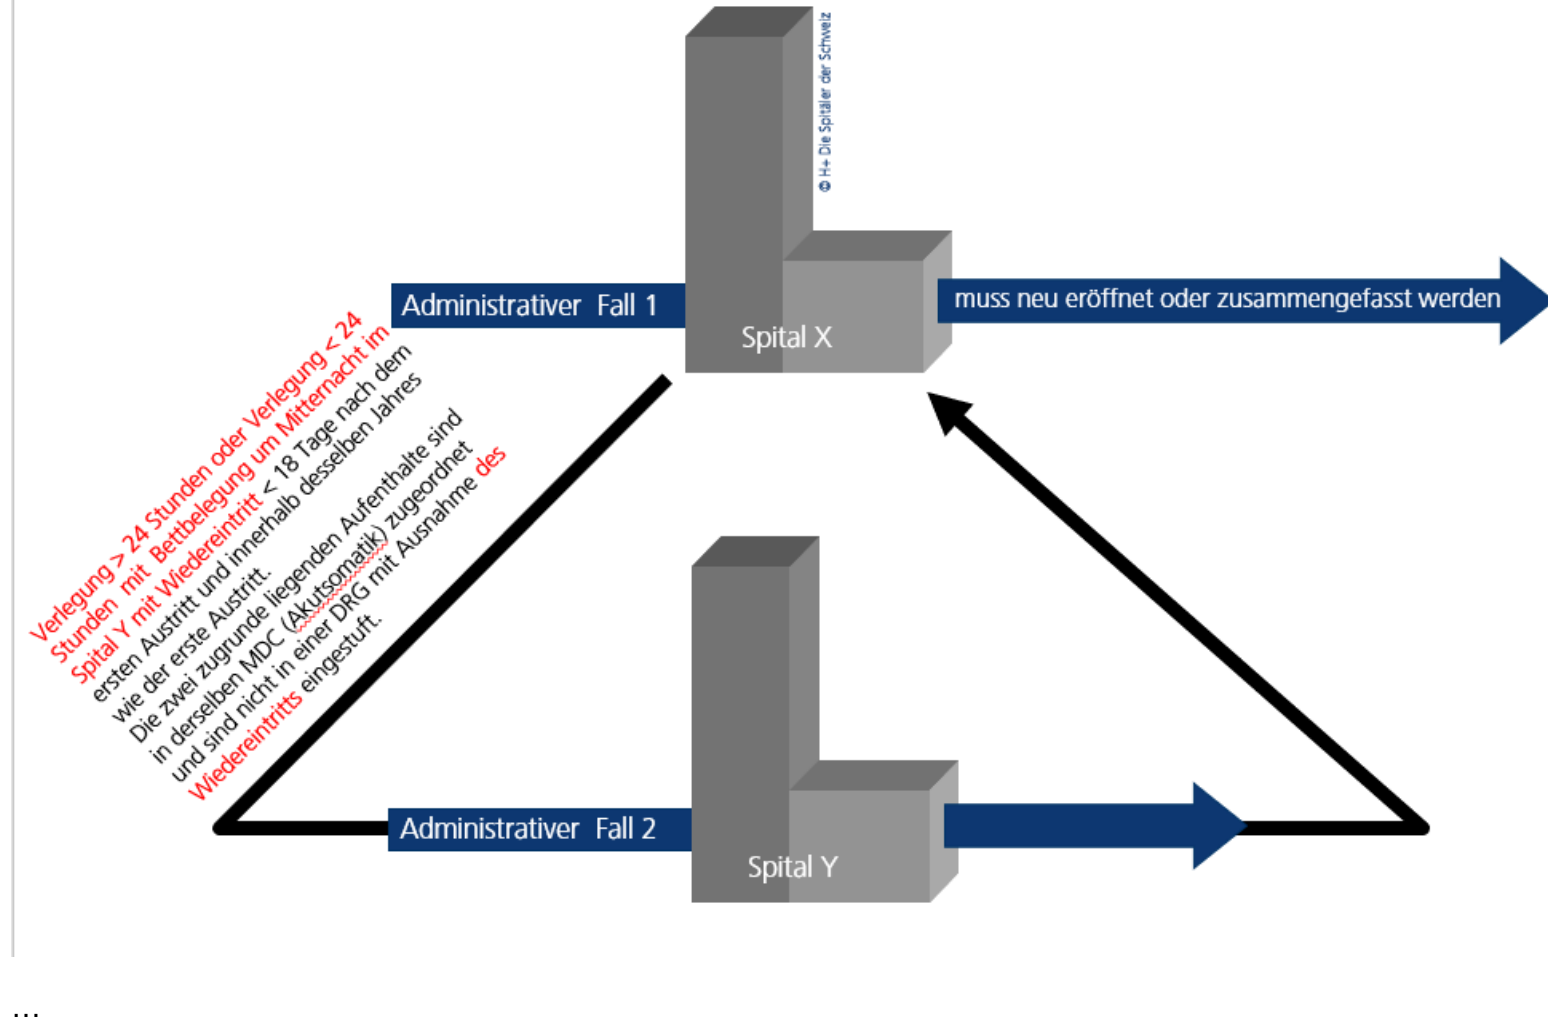 © H+ Die Spitäler der Schweiz
Administrativer Fall 1
muss neu eröffnet oder zusammengefasst werden
Spital X
Verlegung > 24 Stunden oder Verlegung < 24
Stunden mit Bettbelegung um Mitternacht im
Spital Y mit Wiedereintritt < 18 Tage nach dem
ersten Austritt und innerhalb desselben Jahres
wie der erste Austritt.
Die zwei zugrunde liegenden Aufenthalte sind
in derselben MDC (Akutsomatik) zugeordnet
und sind nicht in einer DRG mit Ausnahme des
Wiedereintritts eingestuft.
Administrativer Fall 2
Spital Y
...